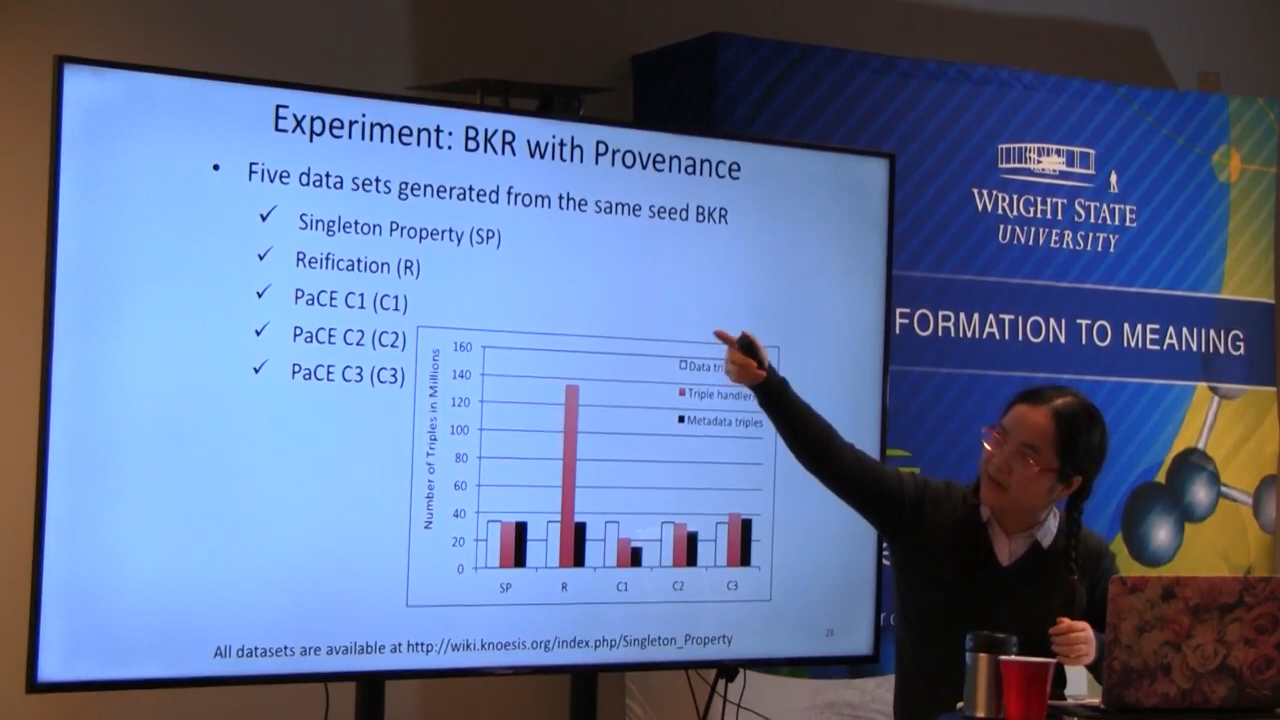 Experiment: BKR with Provenance
• Five data sets generated from the same seed BKR
✓ Singleton Property (SP)
✓ Reification (R)
✓ PaCE C1 (C1)
✓ PaCE C2 (C2)
✓ PaCE C3 (C3)
Number of Triples in Millions
160
140
120
100
80
60
40
20
0
Data
Triple handlers
Metadata triples
SP R C1 C2 C3
All datasets are available at http://wiki.knoesis.org/index.php/Singleton_Property
28
WRIGHT STATE
UNIVERSITY
FORMATION TO MEANING